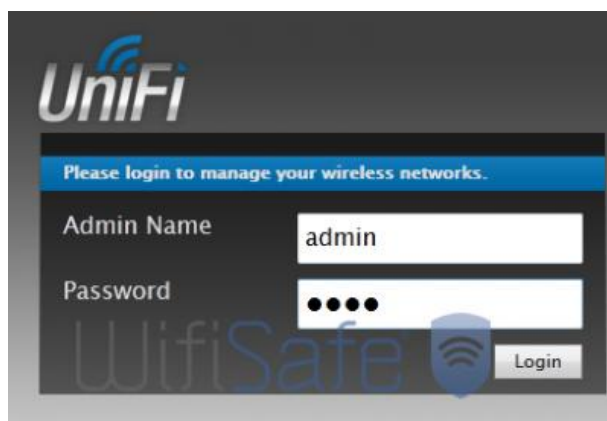 UniFi
Please login to manage your wireless networks.
Admin Name
admin
Password
●●●●
WifiSafe
Login